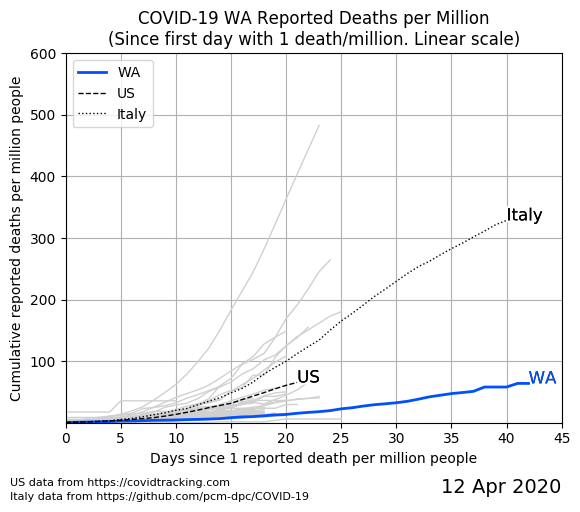 COVID-19 WA Reported Deaths per Million
(Since first day with 1 death/million. Linear scale)
Cumulative reported deaths per million people
600
500
400
300
200
100
WA
US
Italy
Italy
US
WA
0 5 10 15 20 25 30 35 40 45
Days since 1 reported death per million people
US data from https://covidtracking.com
Italy data from https://github.com/pcm-dpc/COVID-19
12 Apr 2020